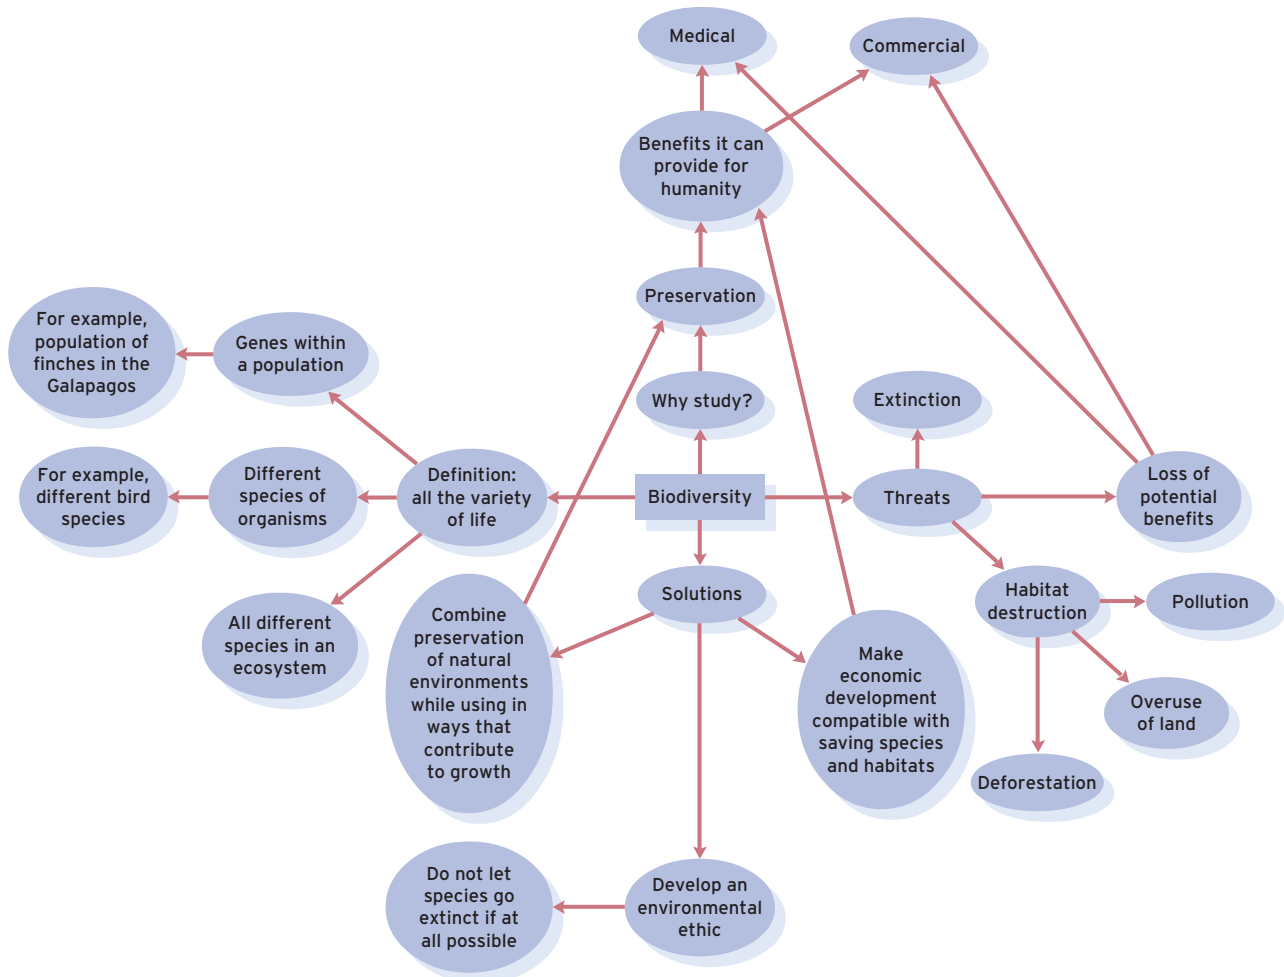 Medical
Commercial
Benefits it can
provide for
humanity
Preservation
For example,
population of
finches in the
Galapagos
Genes within
a population
Why study?
Extinction
For example,
different bird
species
Different
species of
organisms
Definition:
all the variety
of life
Biodiversity
Threats
Loss of
potential
benefits
All different
species in an
ecosystem
Combine
preservation
of natural
environments
while using in
ways that
contribute
to growth
Solutions
Make
economic
development
compatible with
saving species
and habitats
Habitat
destruction
Pollution
Overuse
of land
Deforestation
Do not let
species go
extinct if at
all possible
Develop an
environmental
ethic